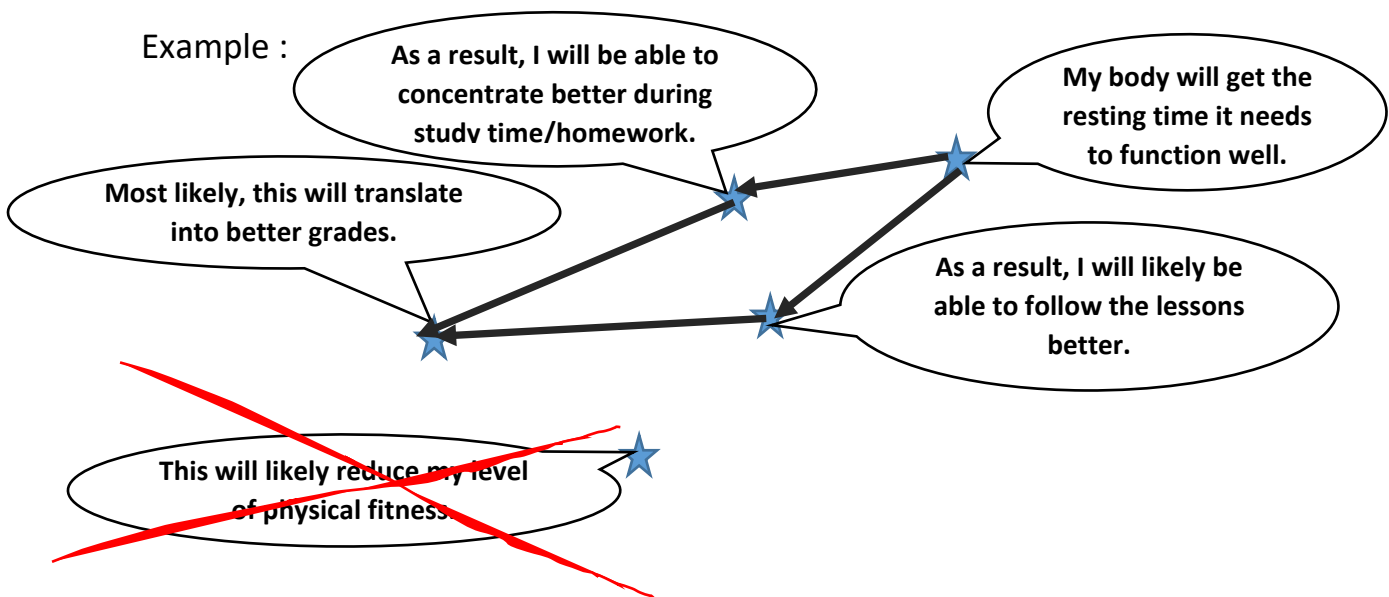 Example :
As a result, I will be able to
concentrate better during
study time/homework.
My body will get the
resting time it needs
to function well.
Most likely, this will translate
into better grades.
As a result, I will likely be
able to follow the lessons
better.
This will likely reduce my level
of physical fitness.